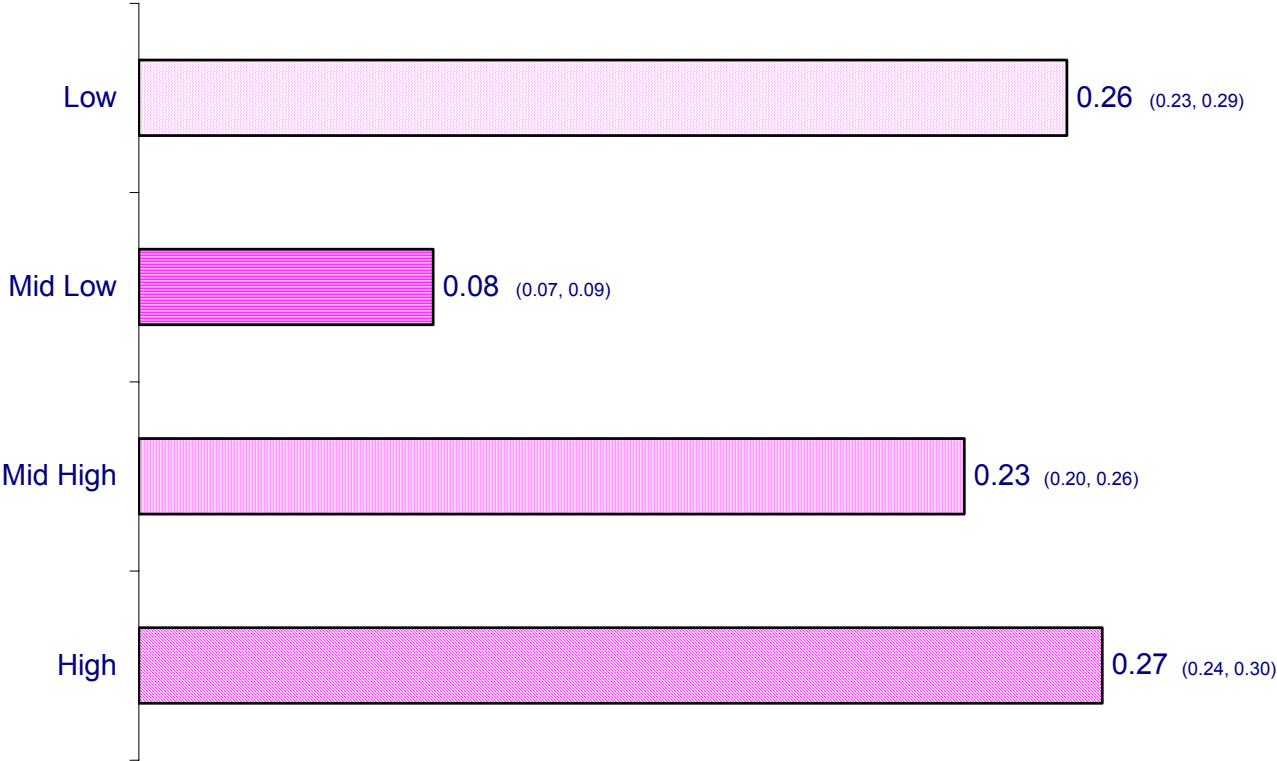 Low 0.26 (0.23, 0.29)
Mid Low 0.08 (0.07, 0.09)
Mid High 0.23 (0.20, 0.26)
High 0.27 (0.24, 0.30)